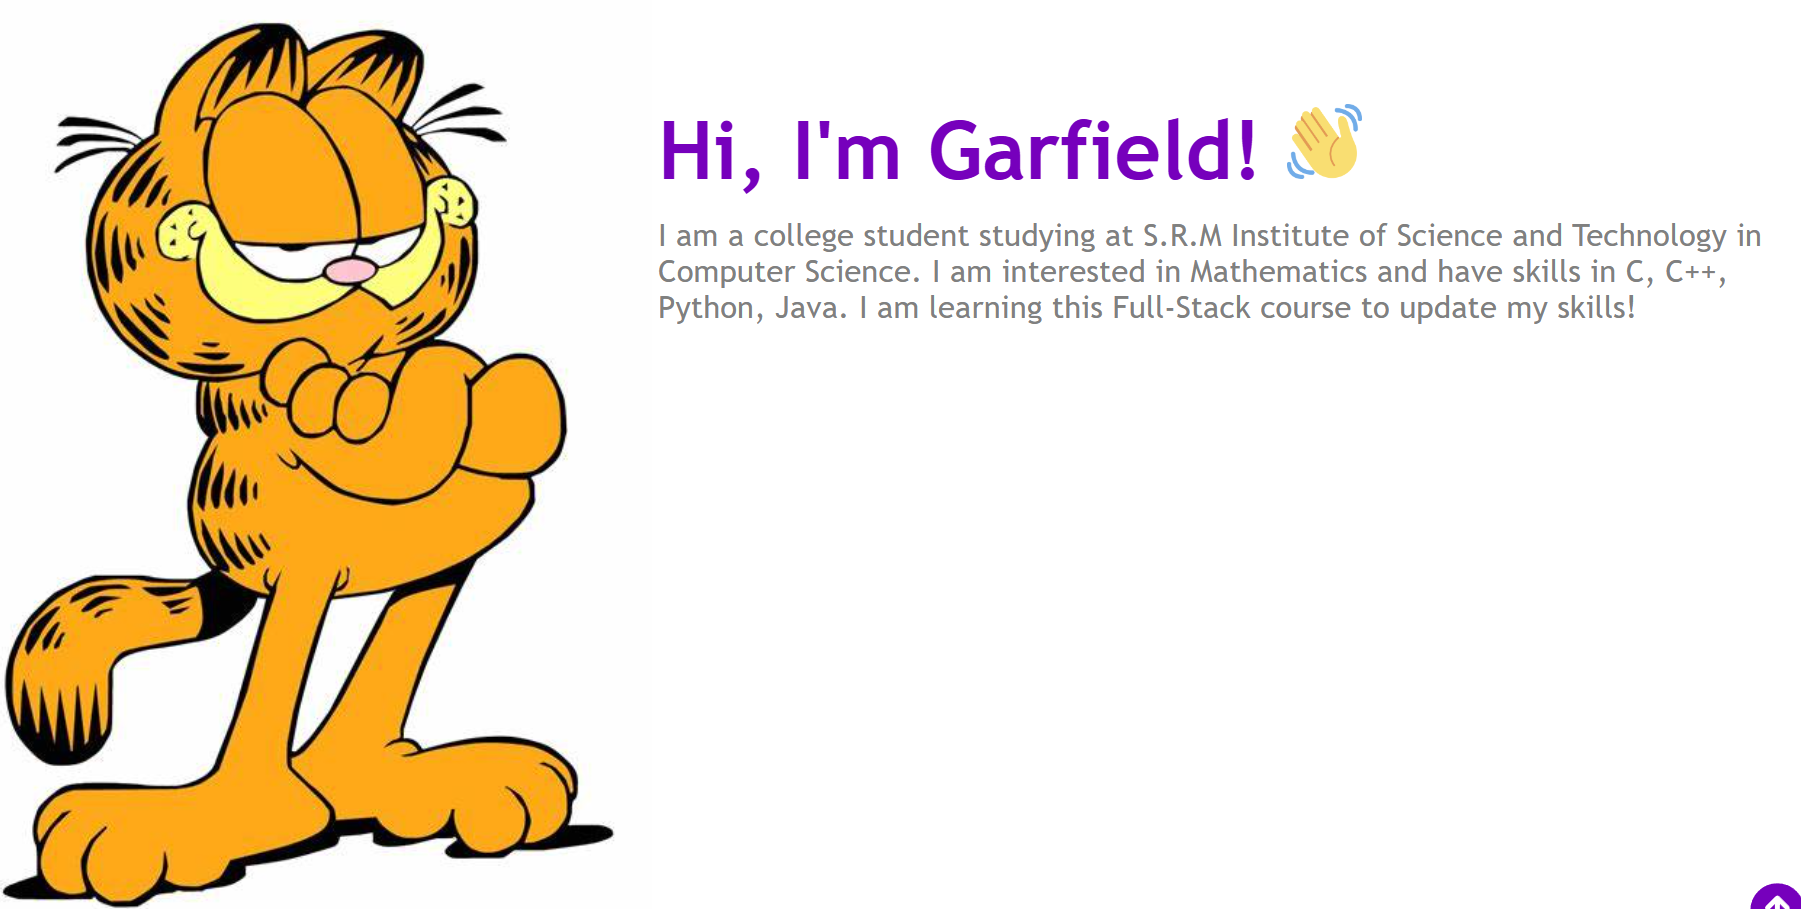 Hi, I'm Garfield! 👋
I am a college student studying at S.R.M Institute of Science and Technology in
Computer Science. I am interested in Mathematics and have skills in C, C++,
Python, Java. I am learning this Full-Stack course to update my skills!